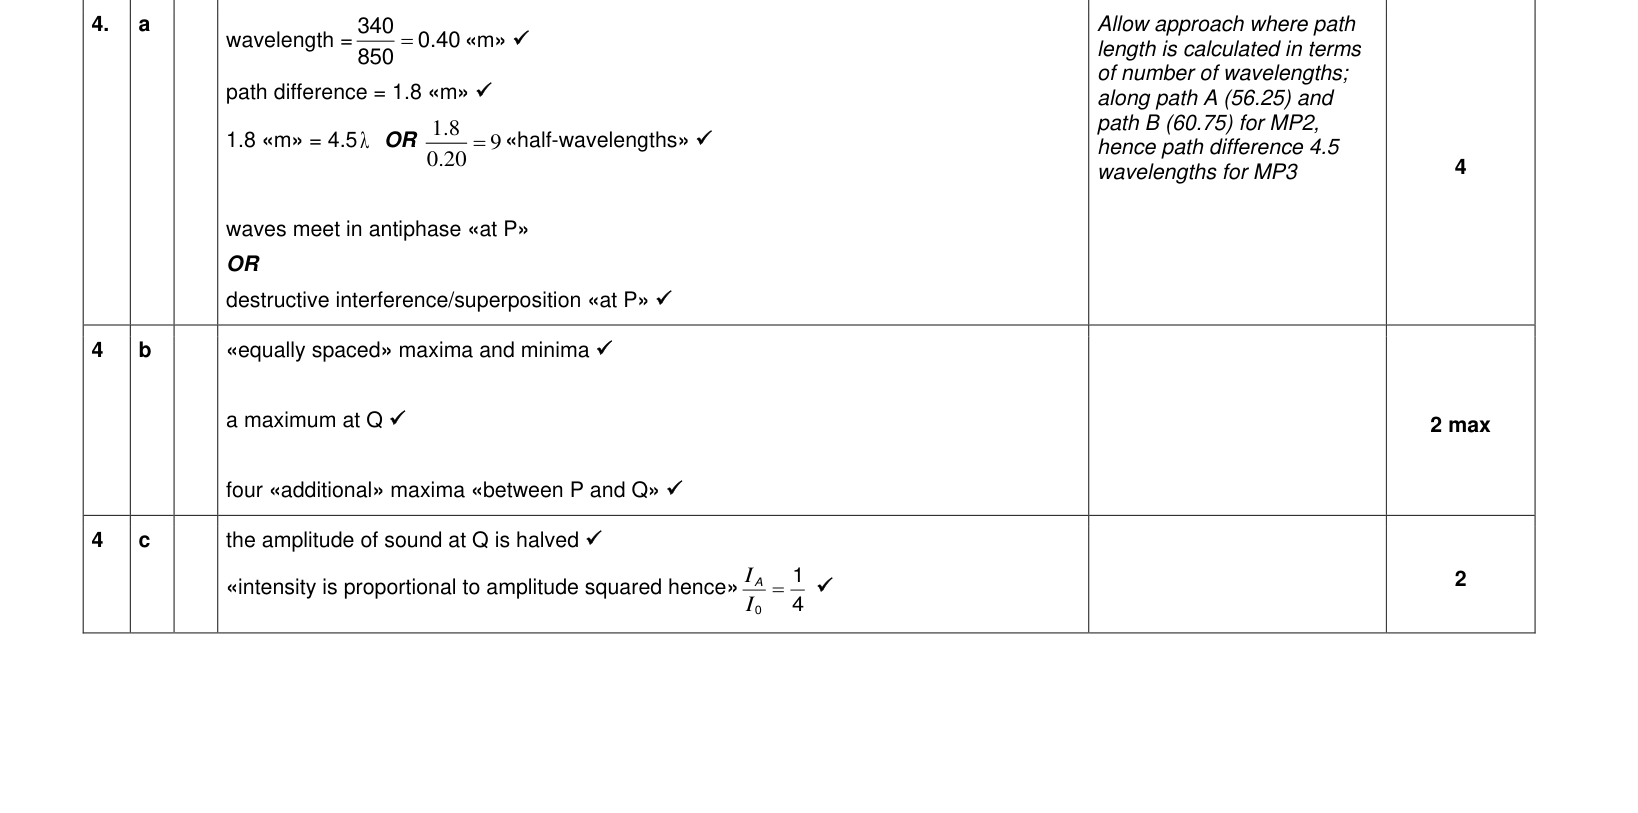 4. a
wavelength = 340/850 = 0.40 «m» ✓
path difference = 1.8 «m» ✓
1.8 «m» = 4.5λ OR 1.8/0.20 = 9 «half-wavelengths» ✓
waves meet in antiphase «at P»
OR
destructive interference/superposition «at P» ✓
Allow approach where path
length is calculated in terms
of number of wavelengths;
along path A (56.25) and
path B (60.75) for MP2,
hence path difference 4.5
wavelengths for MP3
4
4 b
«equally spaced» maxima and minima ✓
a maximum at Q ✓
four «additional» maxima «between P and Q» ✓
2 max
4 c
the amplitude of sound at Q is halved ✓
«intensity is proportional to amplitude squared hence» I_A/I_0 = 1/4 ✓
2